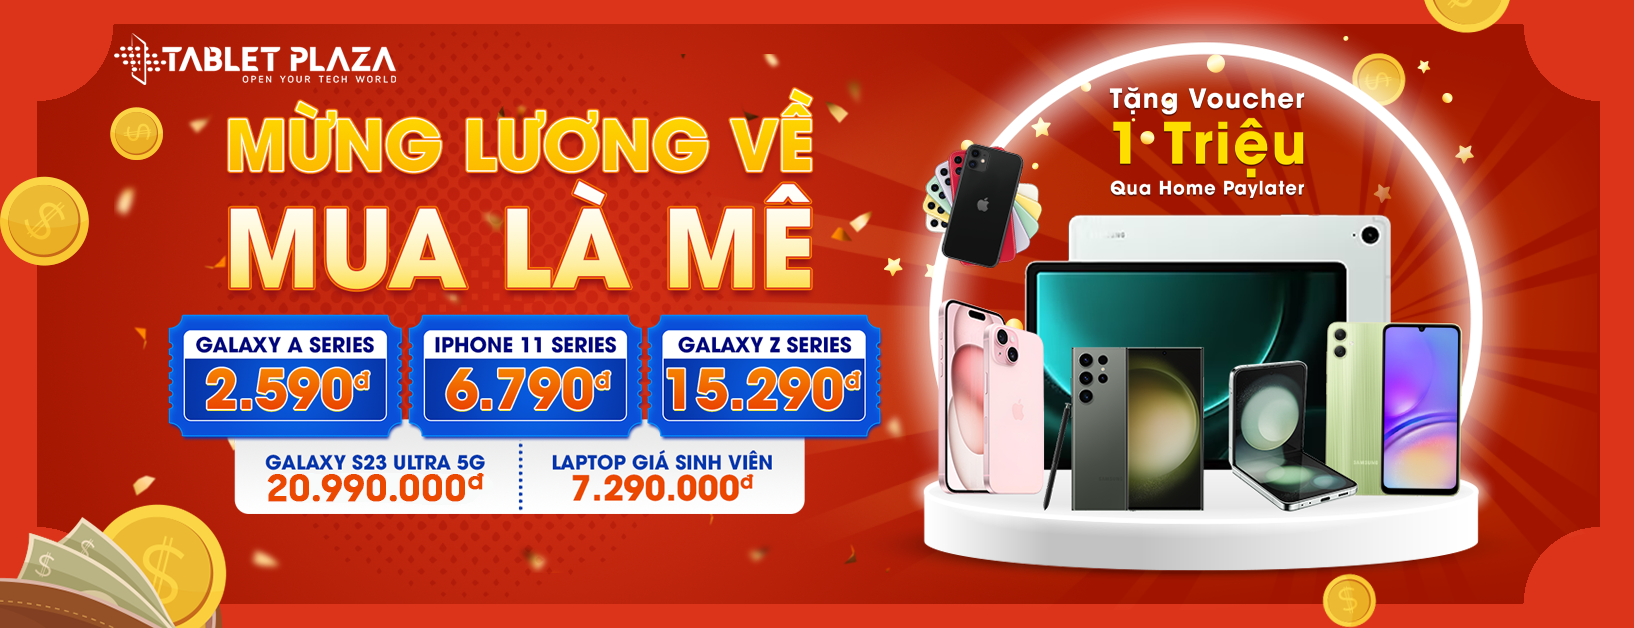 TABLET PLAZA
OPEN YOUR TECH WORLD
MỪNG LƯƠNG VỀ
MUA LÀ MÊ
GALAXY A SERIES
2.590đ
IPHONE 11 SERIES
6.790đ
GALAXY Z SERIES
15.290đ
GALAXY S23 ULTRA 5G
20.990.000đ
LAPTOP GIÁ SINH VIÊN
7.290.000đ
Tặng Voucher
1 Triệu
Qua Home Paylater
SAMSUNG
SAMSUNG